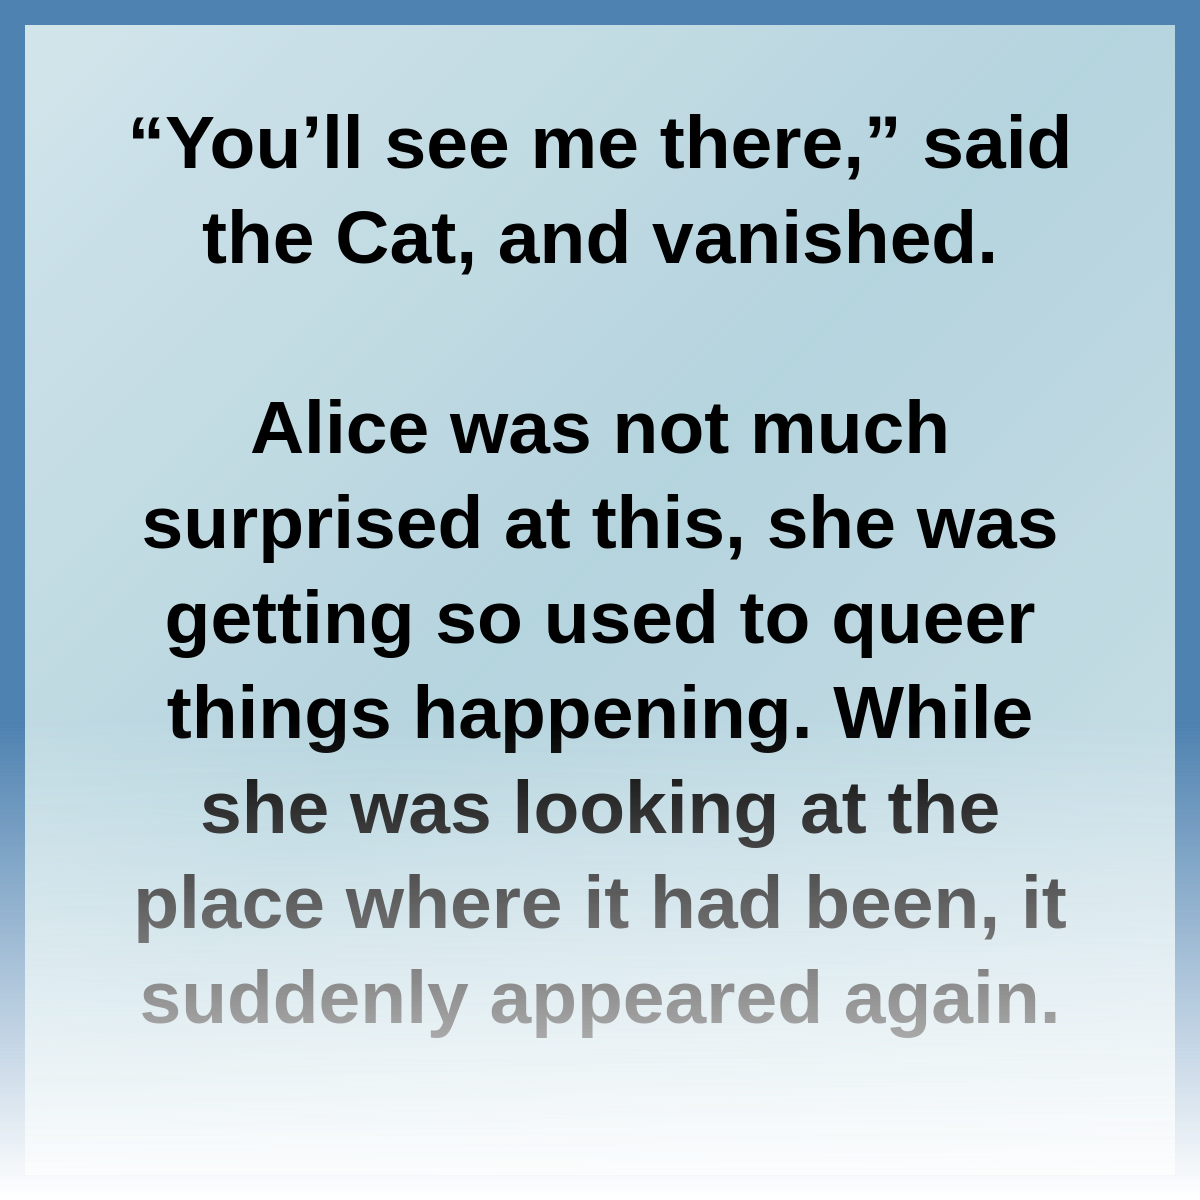 “You’ll see me there,” said
the Cat, and vanished.
Alice was not much
surprised at this, she was
getting so used to queer
things happening. While
she was looking at the
place where it had been, it
suddenly appeared again.